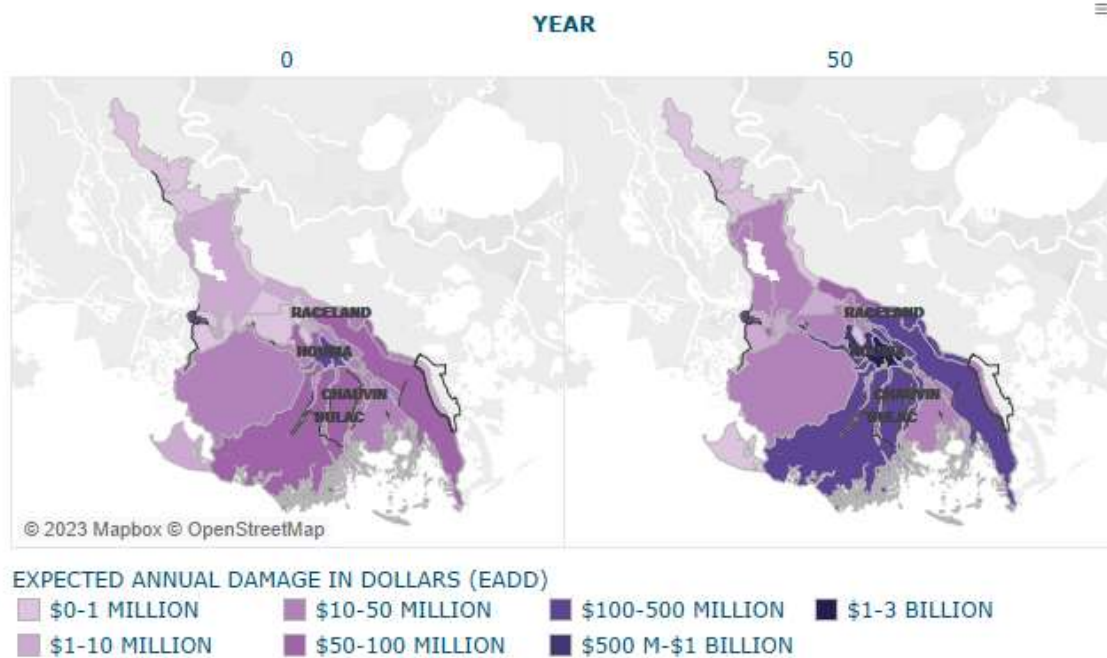 YEAR
0
50
RACELAND
HOUMA
CHAUVIN
DULAC
RACELAND
HOUMA
CHAUVIN
DULAC
© 2023 Mapbox © OpenStreetMap
EXPECTED ANNUAL DAMAGE IN DOLLARS (EADD)
$0-1 MILLION
$10-50 MILLION
$100-500 MILLION
$1-3 BILLION
$1-10 MILLION
$50-100 MILLION
$500 M-$1 BILLION